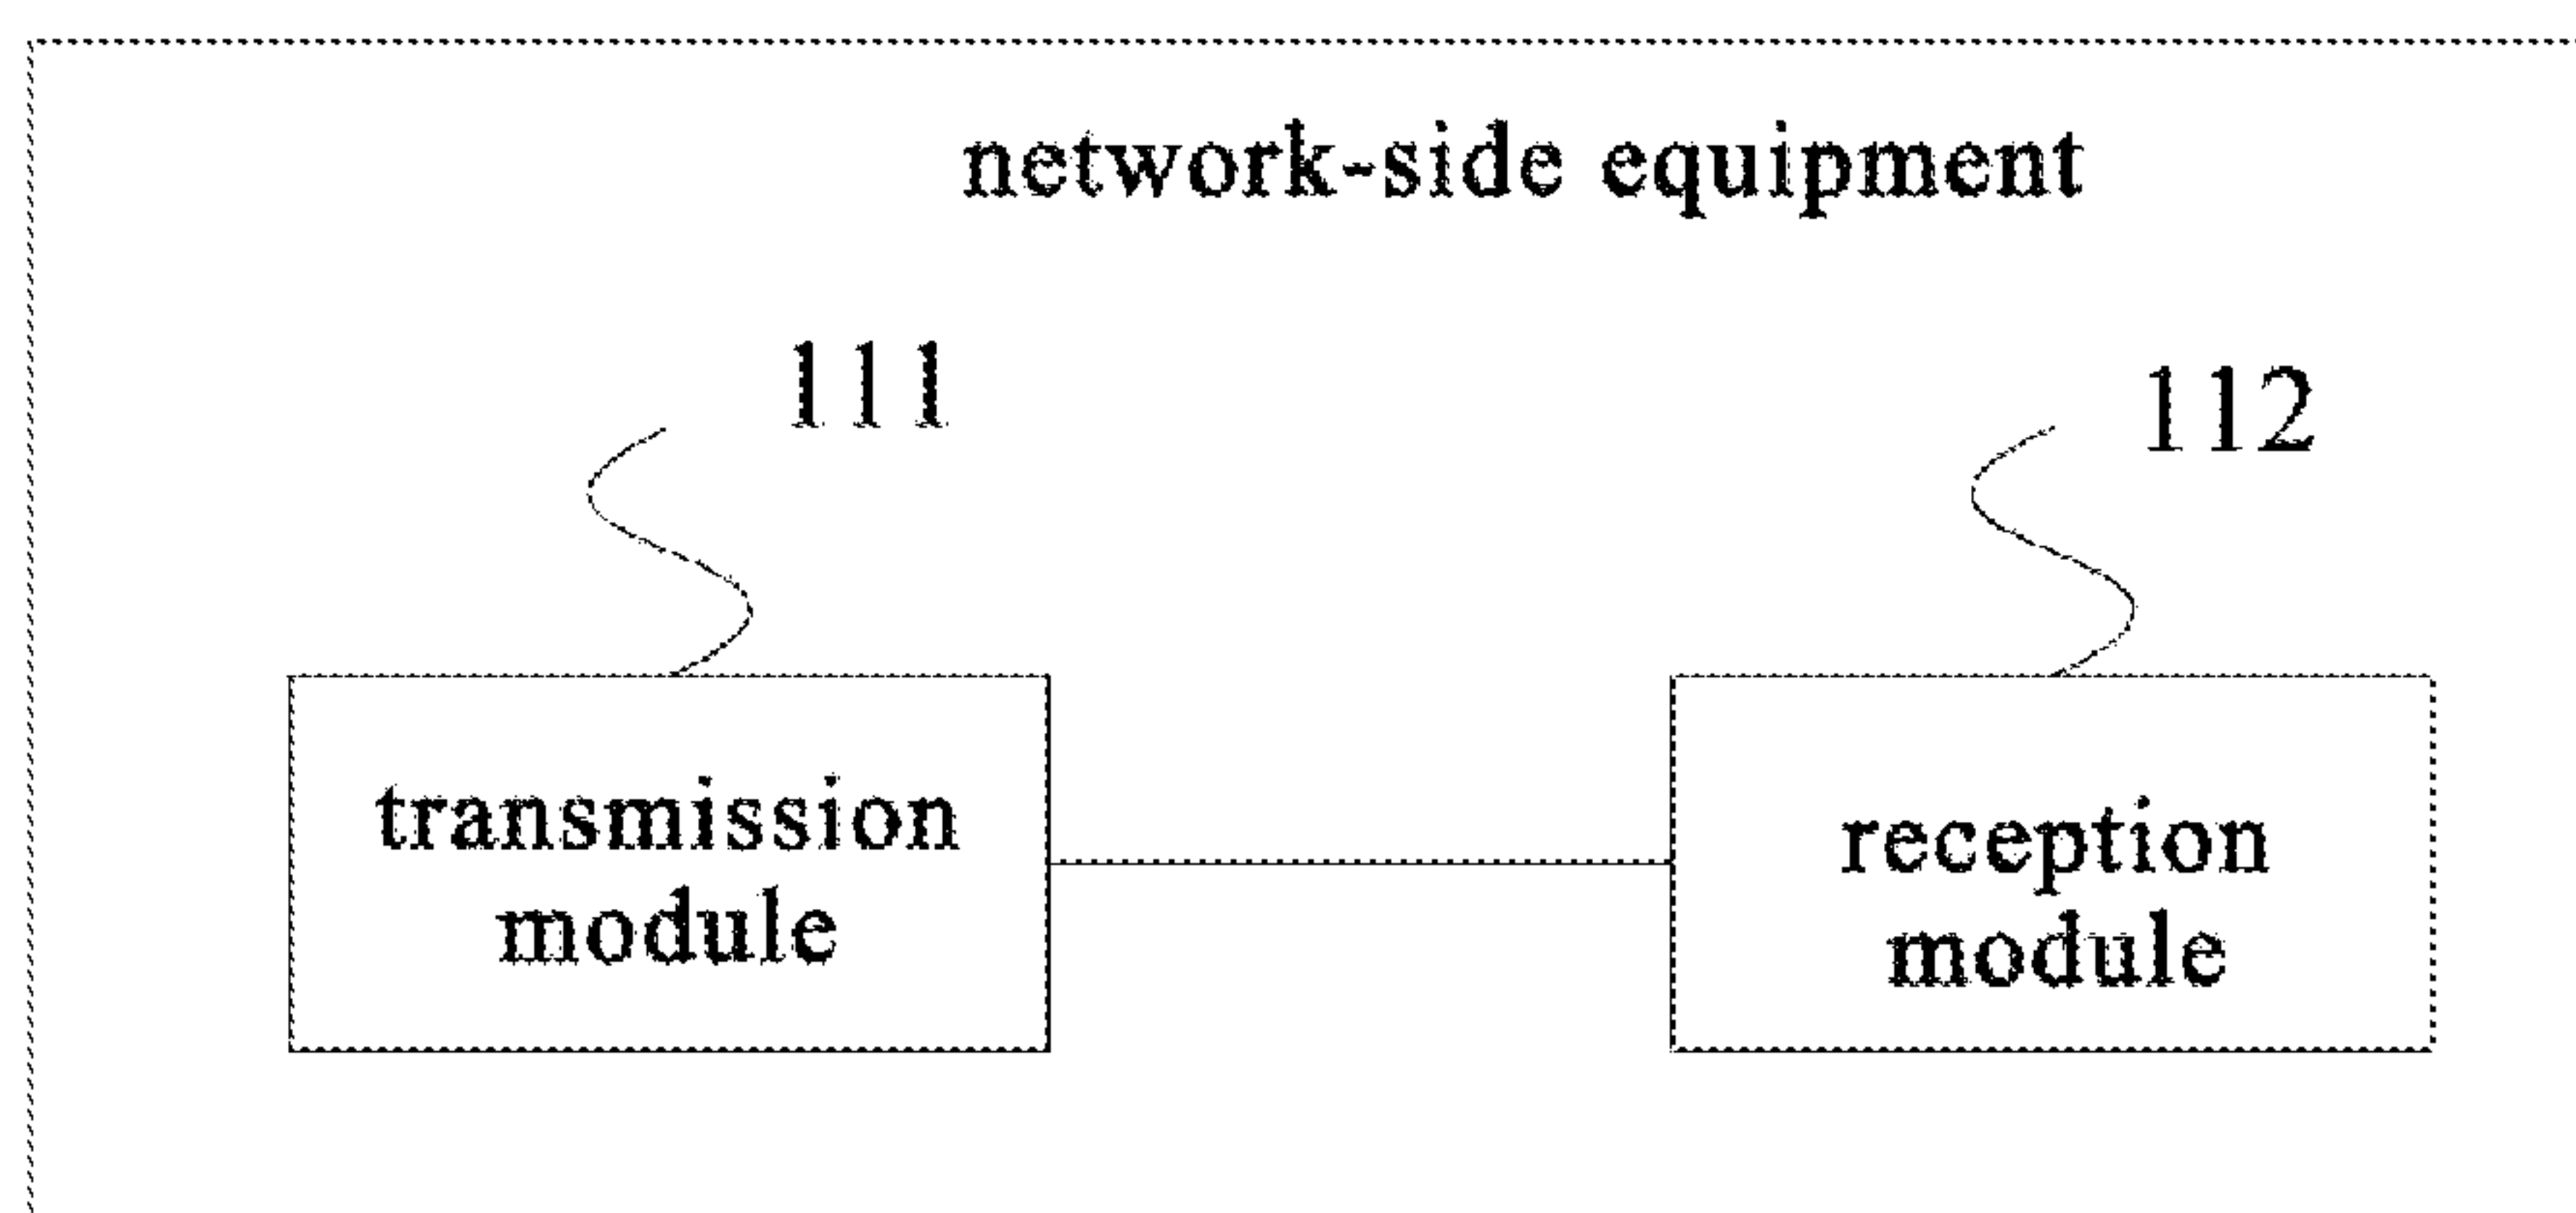 network-side equipment
111
112
transmission
module
reception
module